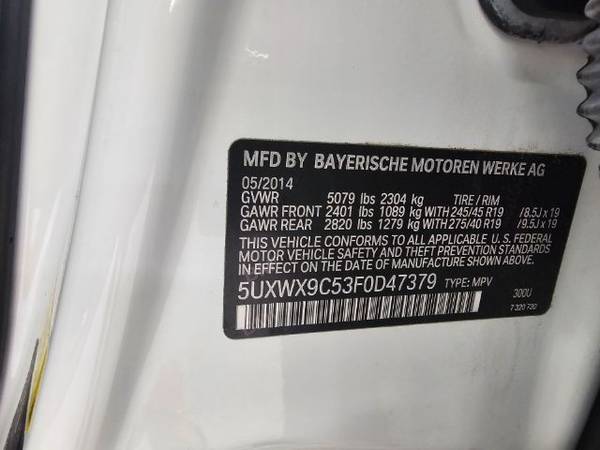 MFD BY BAYERISCHE MOTOREN WERKE AG
05/2014
GVWR 5079 lbs 2304 kg TIRE / RIM
GAWR FRONT 2401 lbs 1089 kg WITH 245/45 R19 /8.5J x 19
GAWR REAR 2820 lbs 1279 kg WITH 275/40 R19 /9.5J x 19
THIS VEHICLE CONFORMS TO ALL APPLICABLE U.S. FEDERAL
MOTOR VEHICLE SAFETY AND THEFT PREVENTION STANDARDS
IN EFFECT ON THE DATE OF MANUFACTURE SHOWN ABOVE.
5UXWX9C53F0D47379 TYPE: MPV
300U
7 320 730